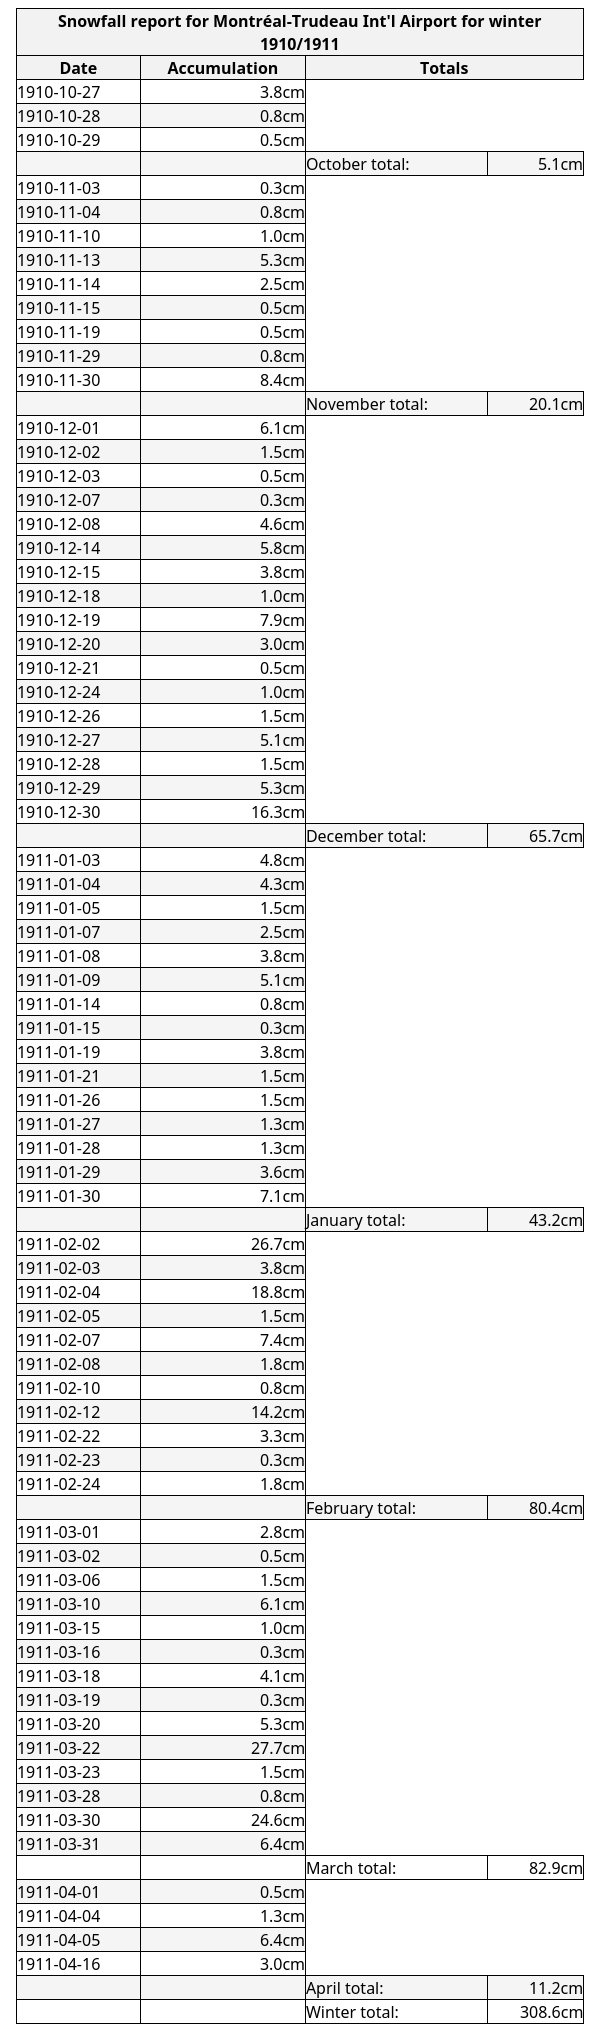 Snowfall report for Montréal-Trudeau Int'l Airport for winter
1910/1911
Date Accumulation Totals
1910-10-27 3.8cm
1910-10-28 0.8cm
1910-10-29 0.5cm
October total: 5.1cm
1910-11-03 0.3cm
1910-11-04 0.8cm
1910-11-10 1.0cm
1910-11-13 5.3cm
1910-11-14 2.5cm
1910-11-15 0.5cm
1910-11-19 0.5cm
1910-11-29 0.8cm
1910-11-30 8.4cm
November total: 20.1cm
1910-12-01 6.1cm
1910-12-02 1.5cm
1910-12-03 0.5cm
1910-12-07 0.3cm
1910-12-08 4.6cm
1910-12-14 5.8cm
1910-12-15 3.8cm
1910-12-18 1.0cm
1910-12-19 7.9cm
1910-12-20 3.0cm
1910-12-21 0.5cm
1910-12-24 1.0cm
1910-12-26 1.5cm
1910-12-27 5.1cm
1910-12-28 1.5cm
1910-12-29 5.3cm
1910-12-30 16.3cm
December total: 65.7cm
1911-01-03 4.8cm
1911-01-04 4.3cm
1911-01-05 1.5cm
1911-01-07 2.5cm
1911-01-08 3.8cm
1911-01-09 5.1cm
1911-01-14 0.8cm
1911-01-15 0.3cm
1911-01-19 3.8cm
1911-01-21 1.5cm
1911-01-26 1.5cm
1911-01-27 1.3cm
1911-01-28 1.3cm
1911-01-29 3.6cm
1911-01-30 7.1cm
January total: 43.2cm
1911-02-02 26.7cm
1911-02-03 3.8cm
1911-02-04 18.8cm
1911-02-05 1.5cm
1911-02-07 7.4cm
1911-02-08 1.8cm
1911-02-10 0.8cm
1911-02-12 14.2cm
1911-02-22 3.3cm
1911-02-23 0.3cm
1911-02-24 1.8cm
February total: 80.4cm
1911-03-01 2.8cm
1911-03-02 0.5cm
1911-03-06 1.5cm
1911-03-10 6.1cm
1911-03-15 1.0cm
1911-03-16 0.3cm
1911-03-18 4.1cm
1911-03-19 0.3cm
1911-03-20 5.3cm
1911-03-22 27.7cm
1911-03-23 1.5cm
1911-03-28 0.8cm
1911-03-30 24.6cm
1911-03-31 6.4cm
March total: 82.9cm
1911-04-01 0.5cm
1911-04-04 1.3cm
1911-04-05 6.4cm
1911-04-16 3.0cm
April total: 11.2cm
Winter total: 308.6cm